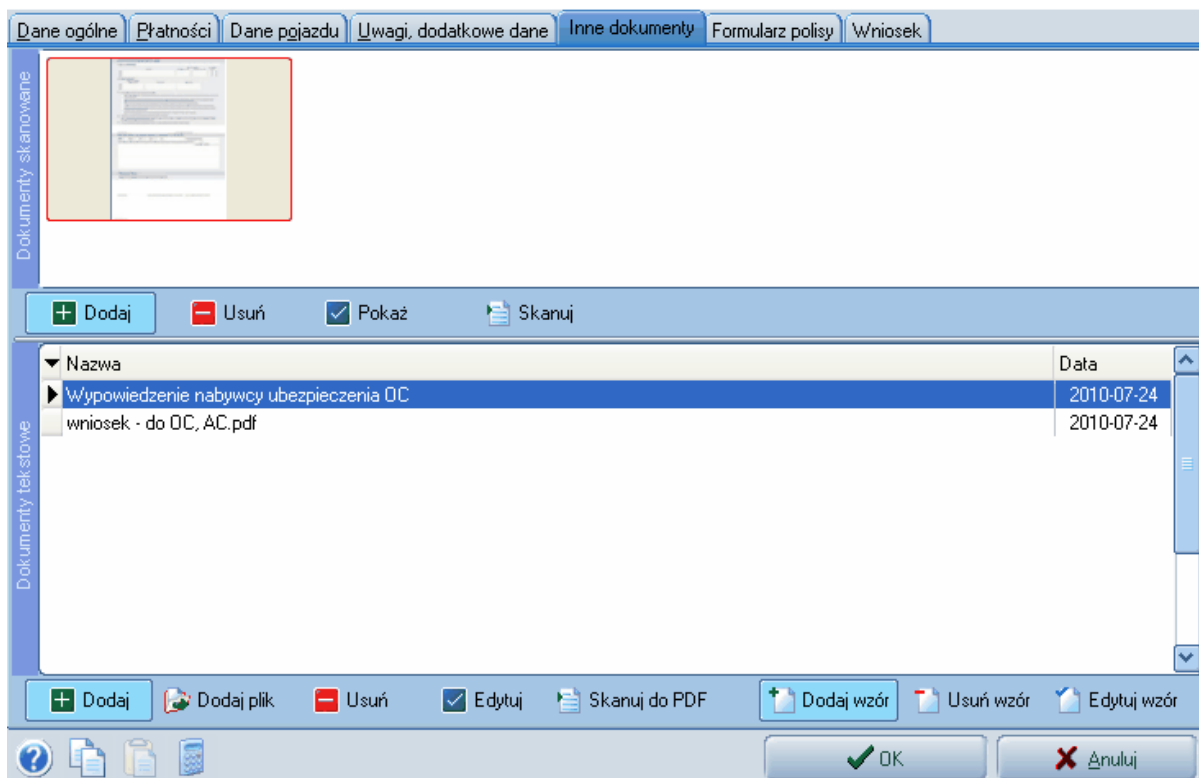 Dane ogólne Płatności Dane pojazdu Uwagi, dodatkowe dane Inne dokumenty Formularz polisy Wniosek
Dokumenty skanowane
Dodaj Usuń Pokaż Skanuj
Dokumenty tekstowe
Nazwa Data
Wypowiedzenie nabywcy ubezpieczenia OC 2010-07-24
wniosek - do OC, AC.pdf 2010-07-24
Dodaj Dodaj plik Usuń Edytuj Skanuj do PDF Dodaj wzór Usuń wzór Edytuj wzór
OK Anuluj